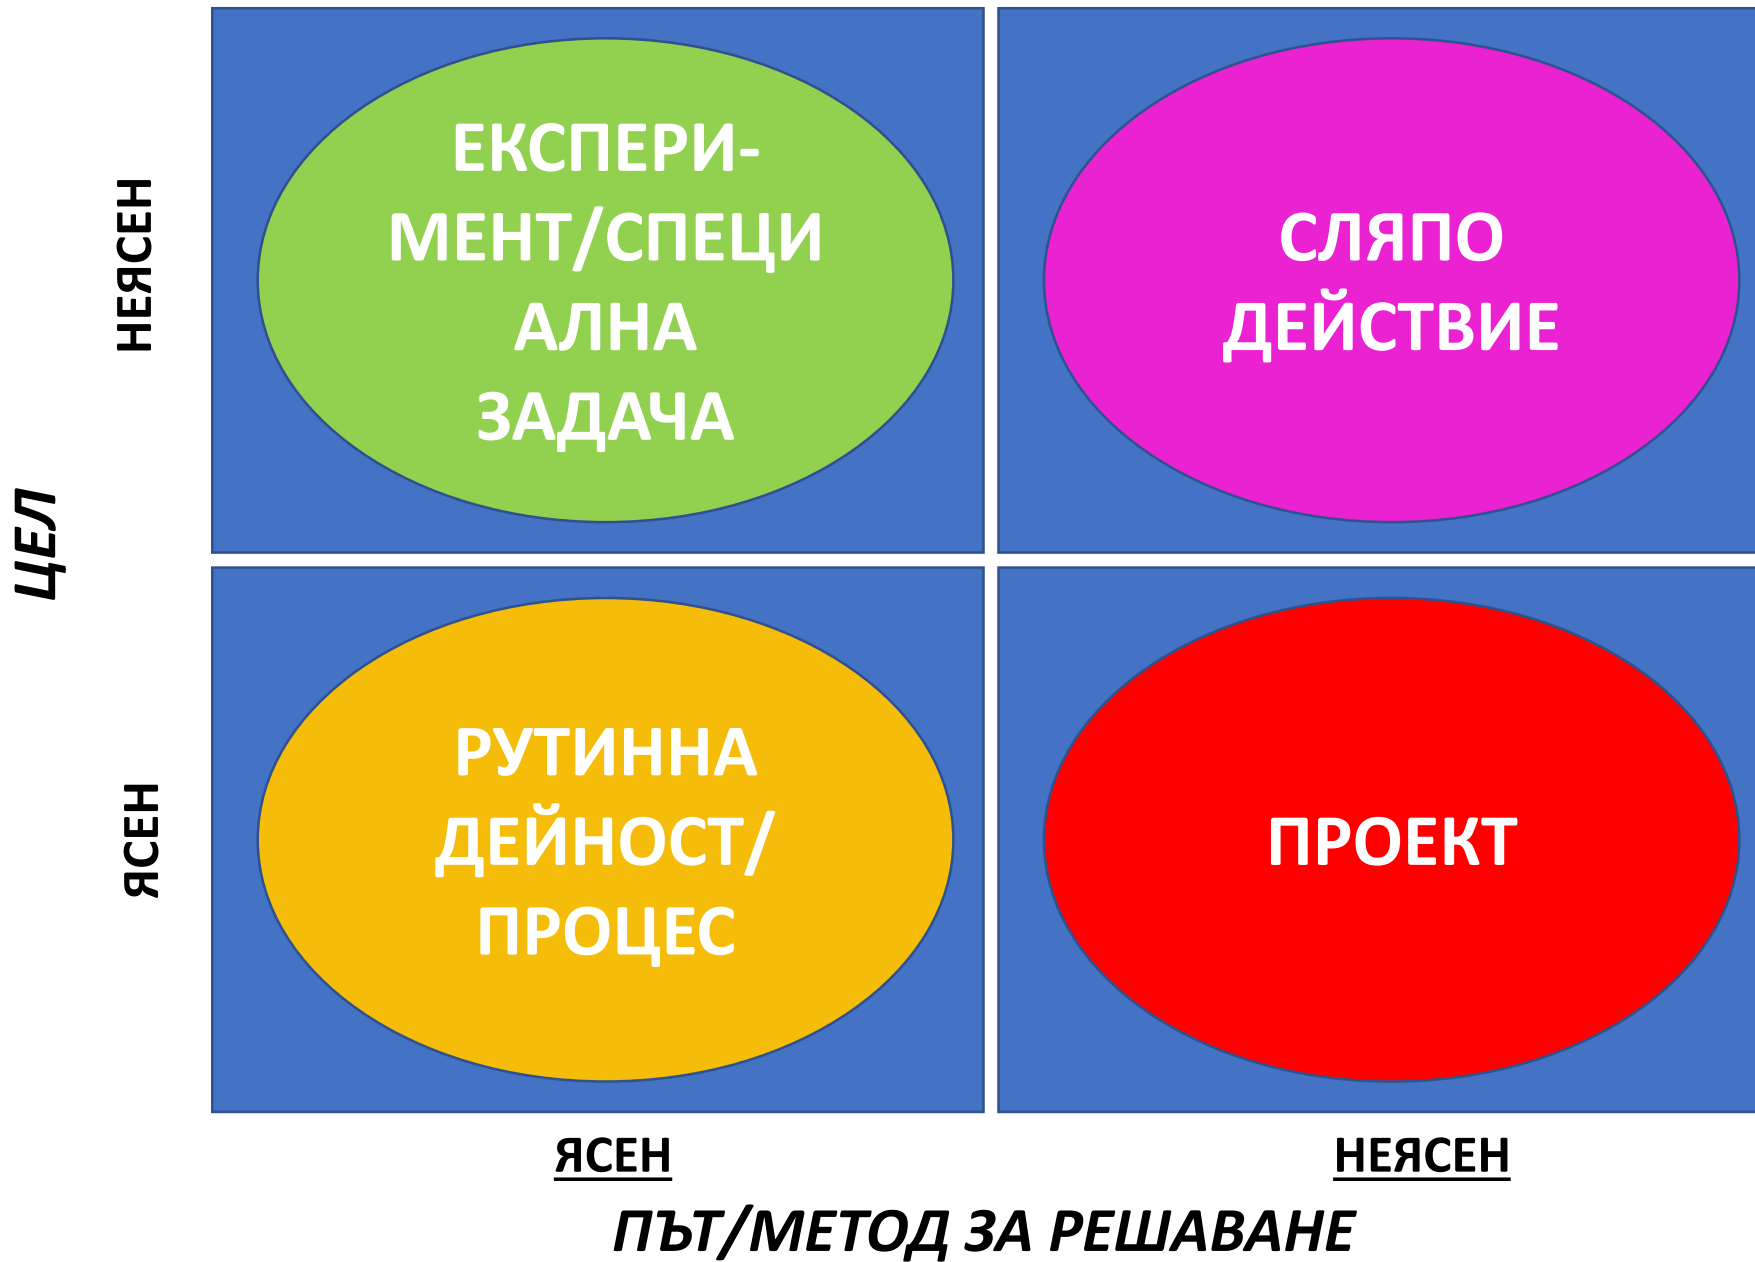 ЕКСПЕРИ-
МЕНТ/СПЕЦИ
АЛНА
ЗАДАЧА
СЛЯПО
ДЕЙСТВИЕ
НЕЯСЕН
ЦЕЛ
ЯСЕН
РУТИННА
ДЕЙНОСТ/
ПРОЦЕС
ПРОЕКТ
ЯСЕН
НЕЯСЕН
ПЪТ/МЕТОД ЗА РЕШАВАНЕ